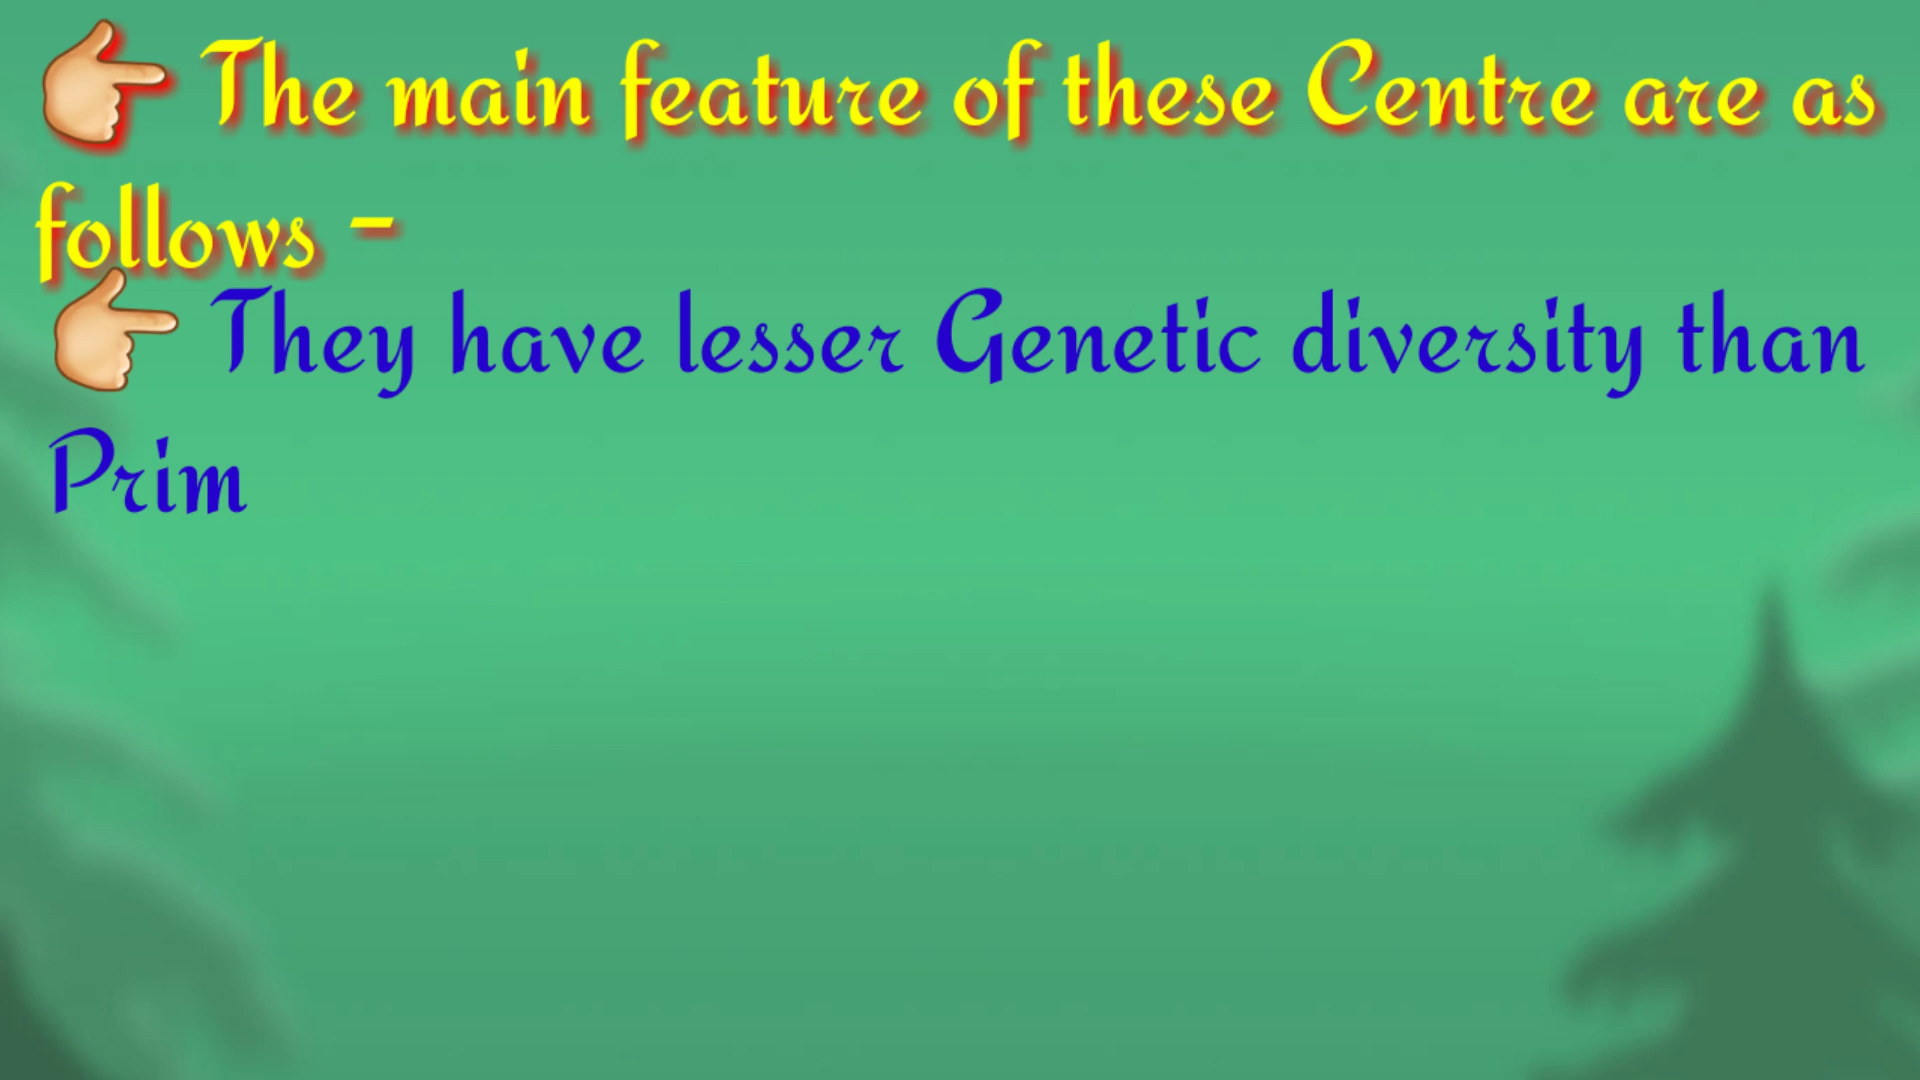 👉 The main feature of these Centre are as
follows -
👉 They have lesser Genetic diversity than
Prim